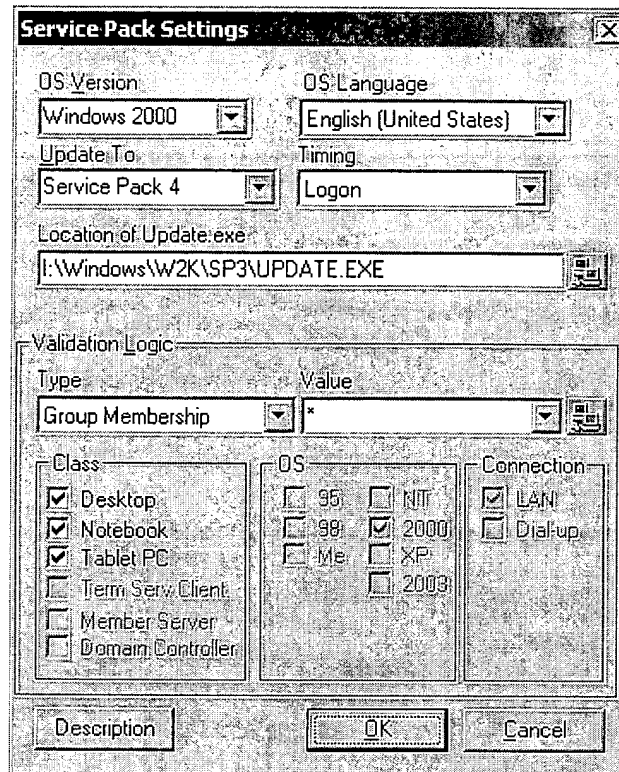 Service Pack Settings
OS Version
OS Language
Windows 2000
English (United States)
Update To
Timing
Service Pack 4
Logon
Location of Update.exe
I:\Windows\W2K\SP3\UPDATE.EXE
Validation Logic
Type
Value
Group Membership
*
Class
OS
Connection
Desktop
95
NT
LAN
Notebook
98
2000
Dial-up
Tablet PC
Me
XP
Term Serv Client
2003
Member Server
Domain Controller
Description
OK
Cancel